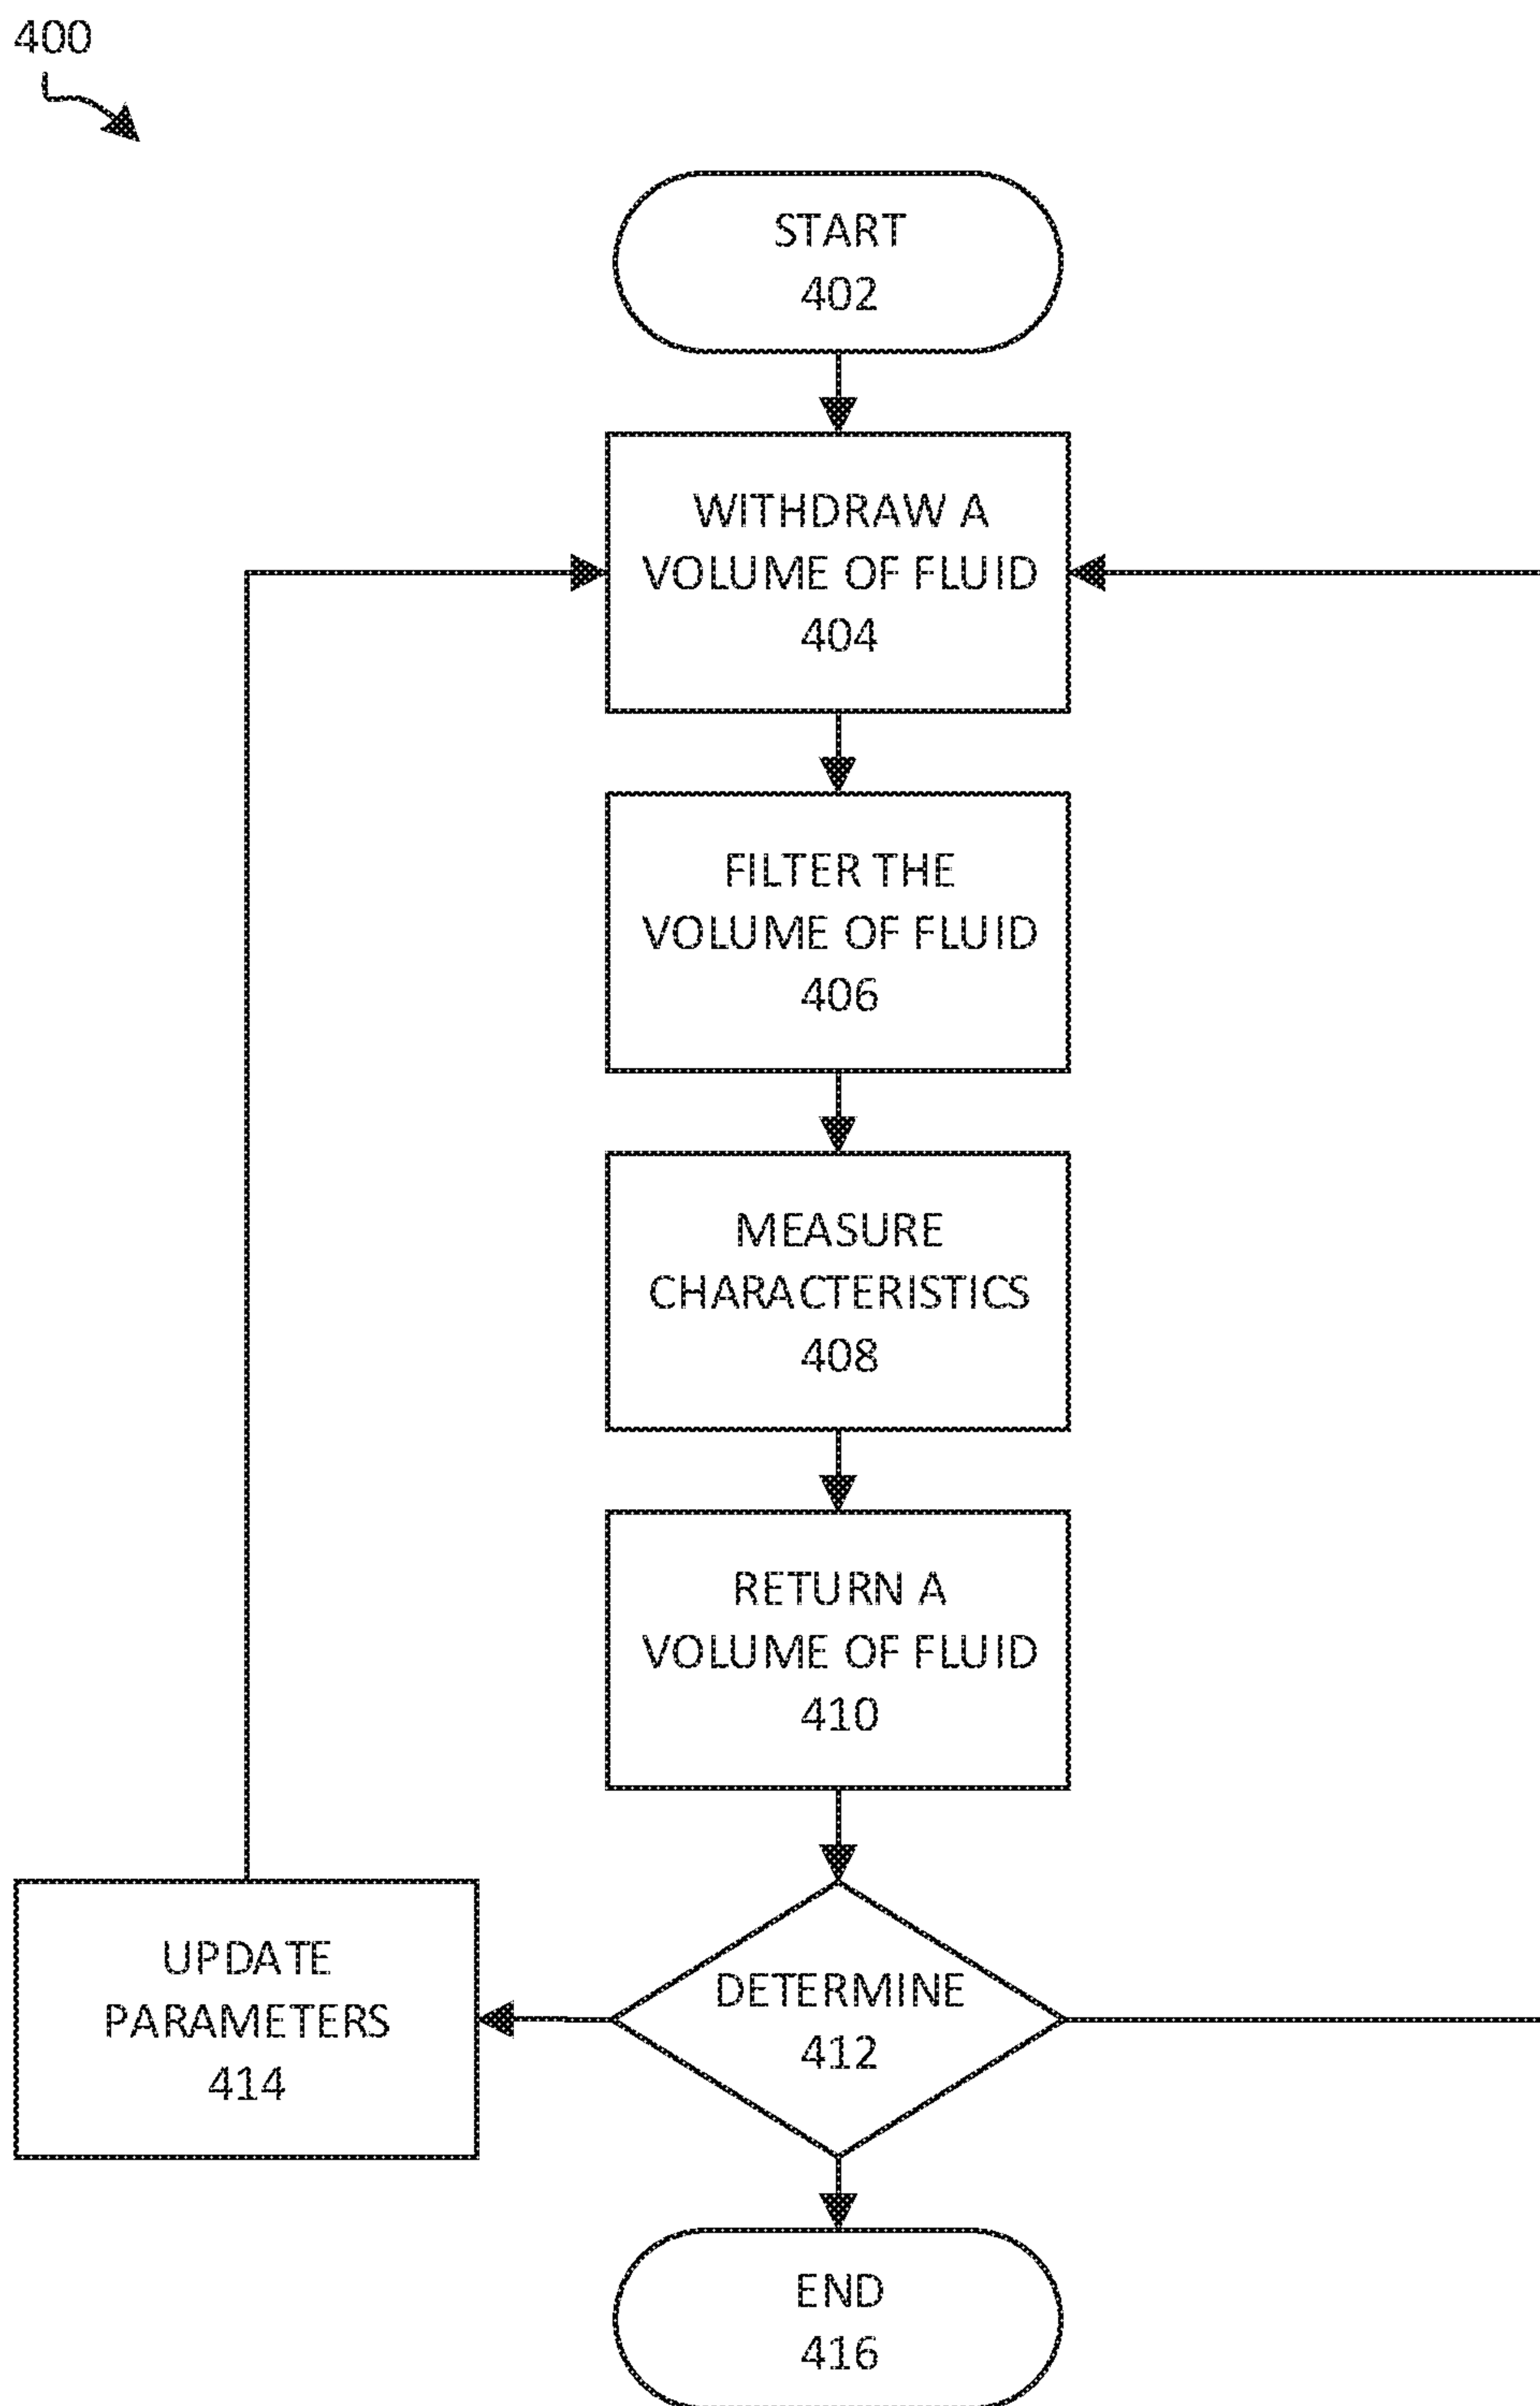 400
START
402
WITHDRAW A
VOLUME OF FLUID
404
FILTER THE
VOLUME OF FLUID
406
MEASURE
CHARACTERISTICS
408
RETURN A
VOLUME OF FLUID
410
UPDATE
PARAMETERS
414
DETERMINE
412
END
416